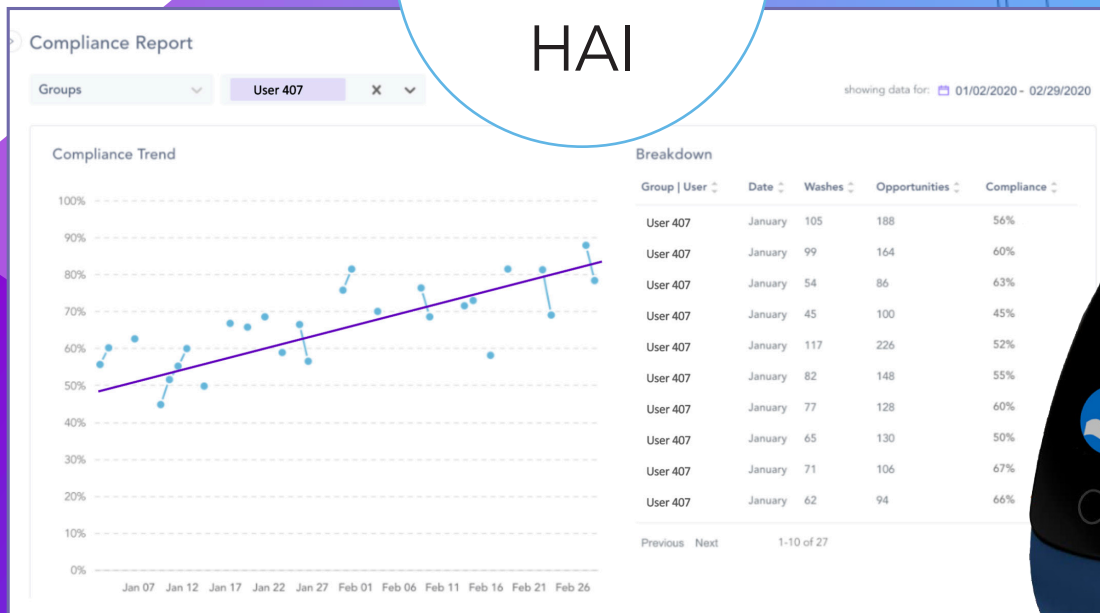 HAI
Compliance Report
Groups
User 407 X
showing data for: 01/02/2020 - 02/29/2020
Compliance Trend
100%
90%
80%
70%
60%
50%
40%
30%
20%
10%
0%
Jan 07 Jan 12 Jan 17 Jan 22 Jan 27 Feb 01 Feb 06 Feb 11 Feb 16 Feb 21 Feb 26
Breakdown
Group | User Date Washes Opportunities Compliance
User 407 January 105 188 56%
User 407 January 99 164 60%
User 407 January 54 86 63%
User 407 January 45 100 45%
User 407 January 117 226 52%
User 407 January 82 148 55%
User 407 January 77 128 60%
User 407 January 65 130 50%
User 407 January 71 106 67%
User 407 January 62 94 66%
Previous Next 1-10 of 27